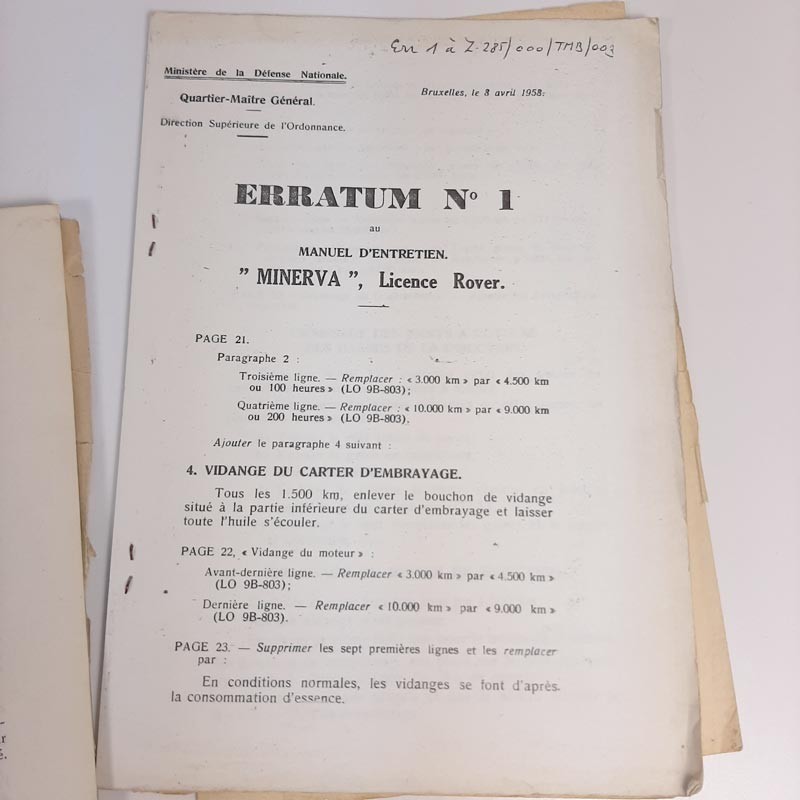 Err 1 à Z.285/000/TMB/003
Ministère de la Défense Nationale.
Quartier-Maître Général.
Direction Supérieure de l'Ordonnance.
Bruxelles, le 8 avril 1958.
ERRATUM Nº 1
au
MANUEL D'ENTRETIEN.
" MINERVA ", Licence Rover.
PAGE 21.
Paragraphe 2 :
Troisième ligne. — Remplacer : « 3.000 km » par « 4.500 km
ou 100 heures » (LO 9B-803);
Quatrième ligne. — Remplacer : « 10.000 km » par « 9.000 km
ou 200 heures » (LO 9B-803).
Ajouter le paragraphe 4 suivant :
4. VIDANGE DU CARTER D'EMBRAYAGE.
Tous les 1.500 km, enlever le bouchon de vidange
situé à la partie inférieure du carter d'embrayage et laisser
toute l'huile s'écouler.
PAGE 22, « Vidange du moteur » :
Avant-dernière ligne. — Remplacer « 3.000 km » par « 4.500 km »
(LO 9B-803);
Dernière ligne. — Remplacer « 10.000 km » par « 9.000 km »
(LO 9B-803).
PAGE 23. — Supprimer les sept premières lignes et les remplacer
par :
En conditions normales, les vidanges se font d'après
la consommation d'essence.